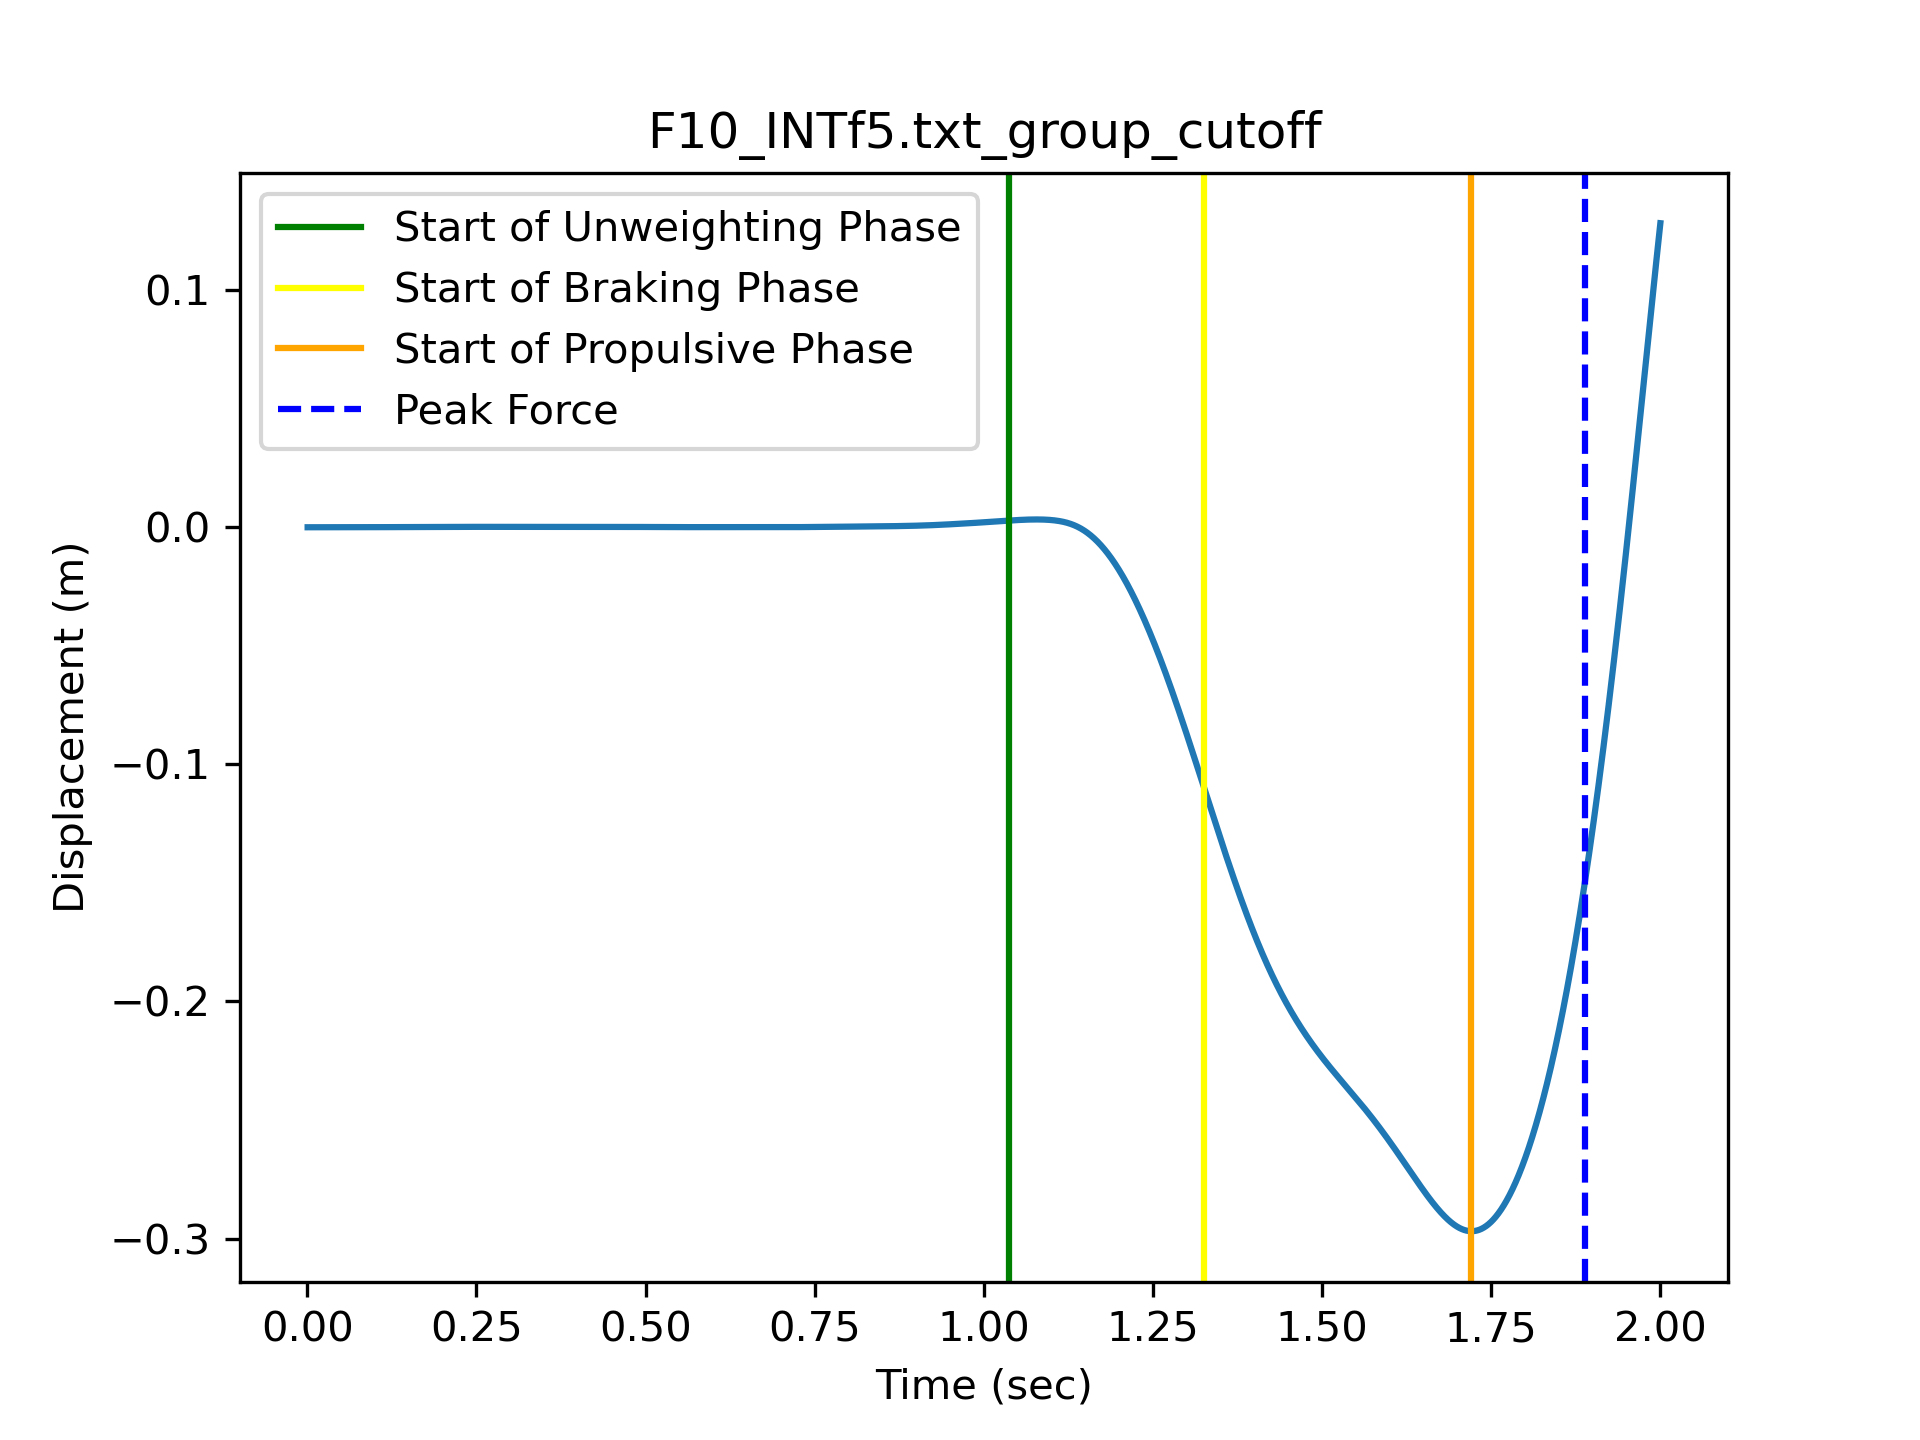 F10_INTf5.txt_group_cutoff
Start of Unweighting Phase
Start of Braking Phase
Start of Propulsive Phase
Peak Force
Displacement (m)
0.1
0.0
−0.1
−0.2
−0.3
0.00 0.25 0.50 0.75 1.00 1.25 1.50 1.75 2.00
Time (sec)